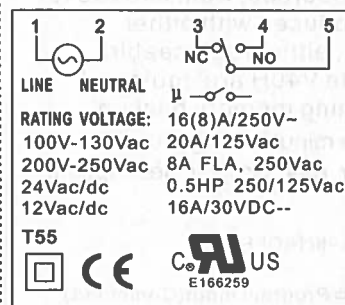 1 2 3 4 5
NC NO
LINE NEUTRAL μ
RATING VOLTAGE: 16(8)A/250V~
100V-130Vac 20A/125Vac
200V-250Vac 8A FLA, 250Vac
24Vac/dc 0.5HP 250/125Vac
12Vac/dc 16A/30VDC--
T55
CE c RU US
E166259